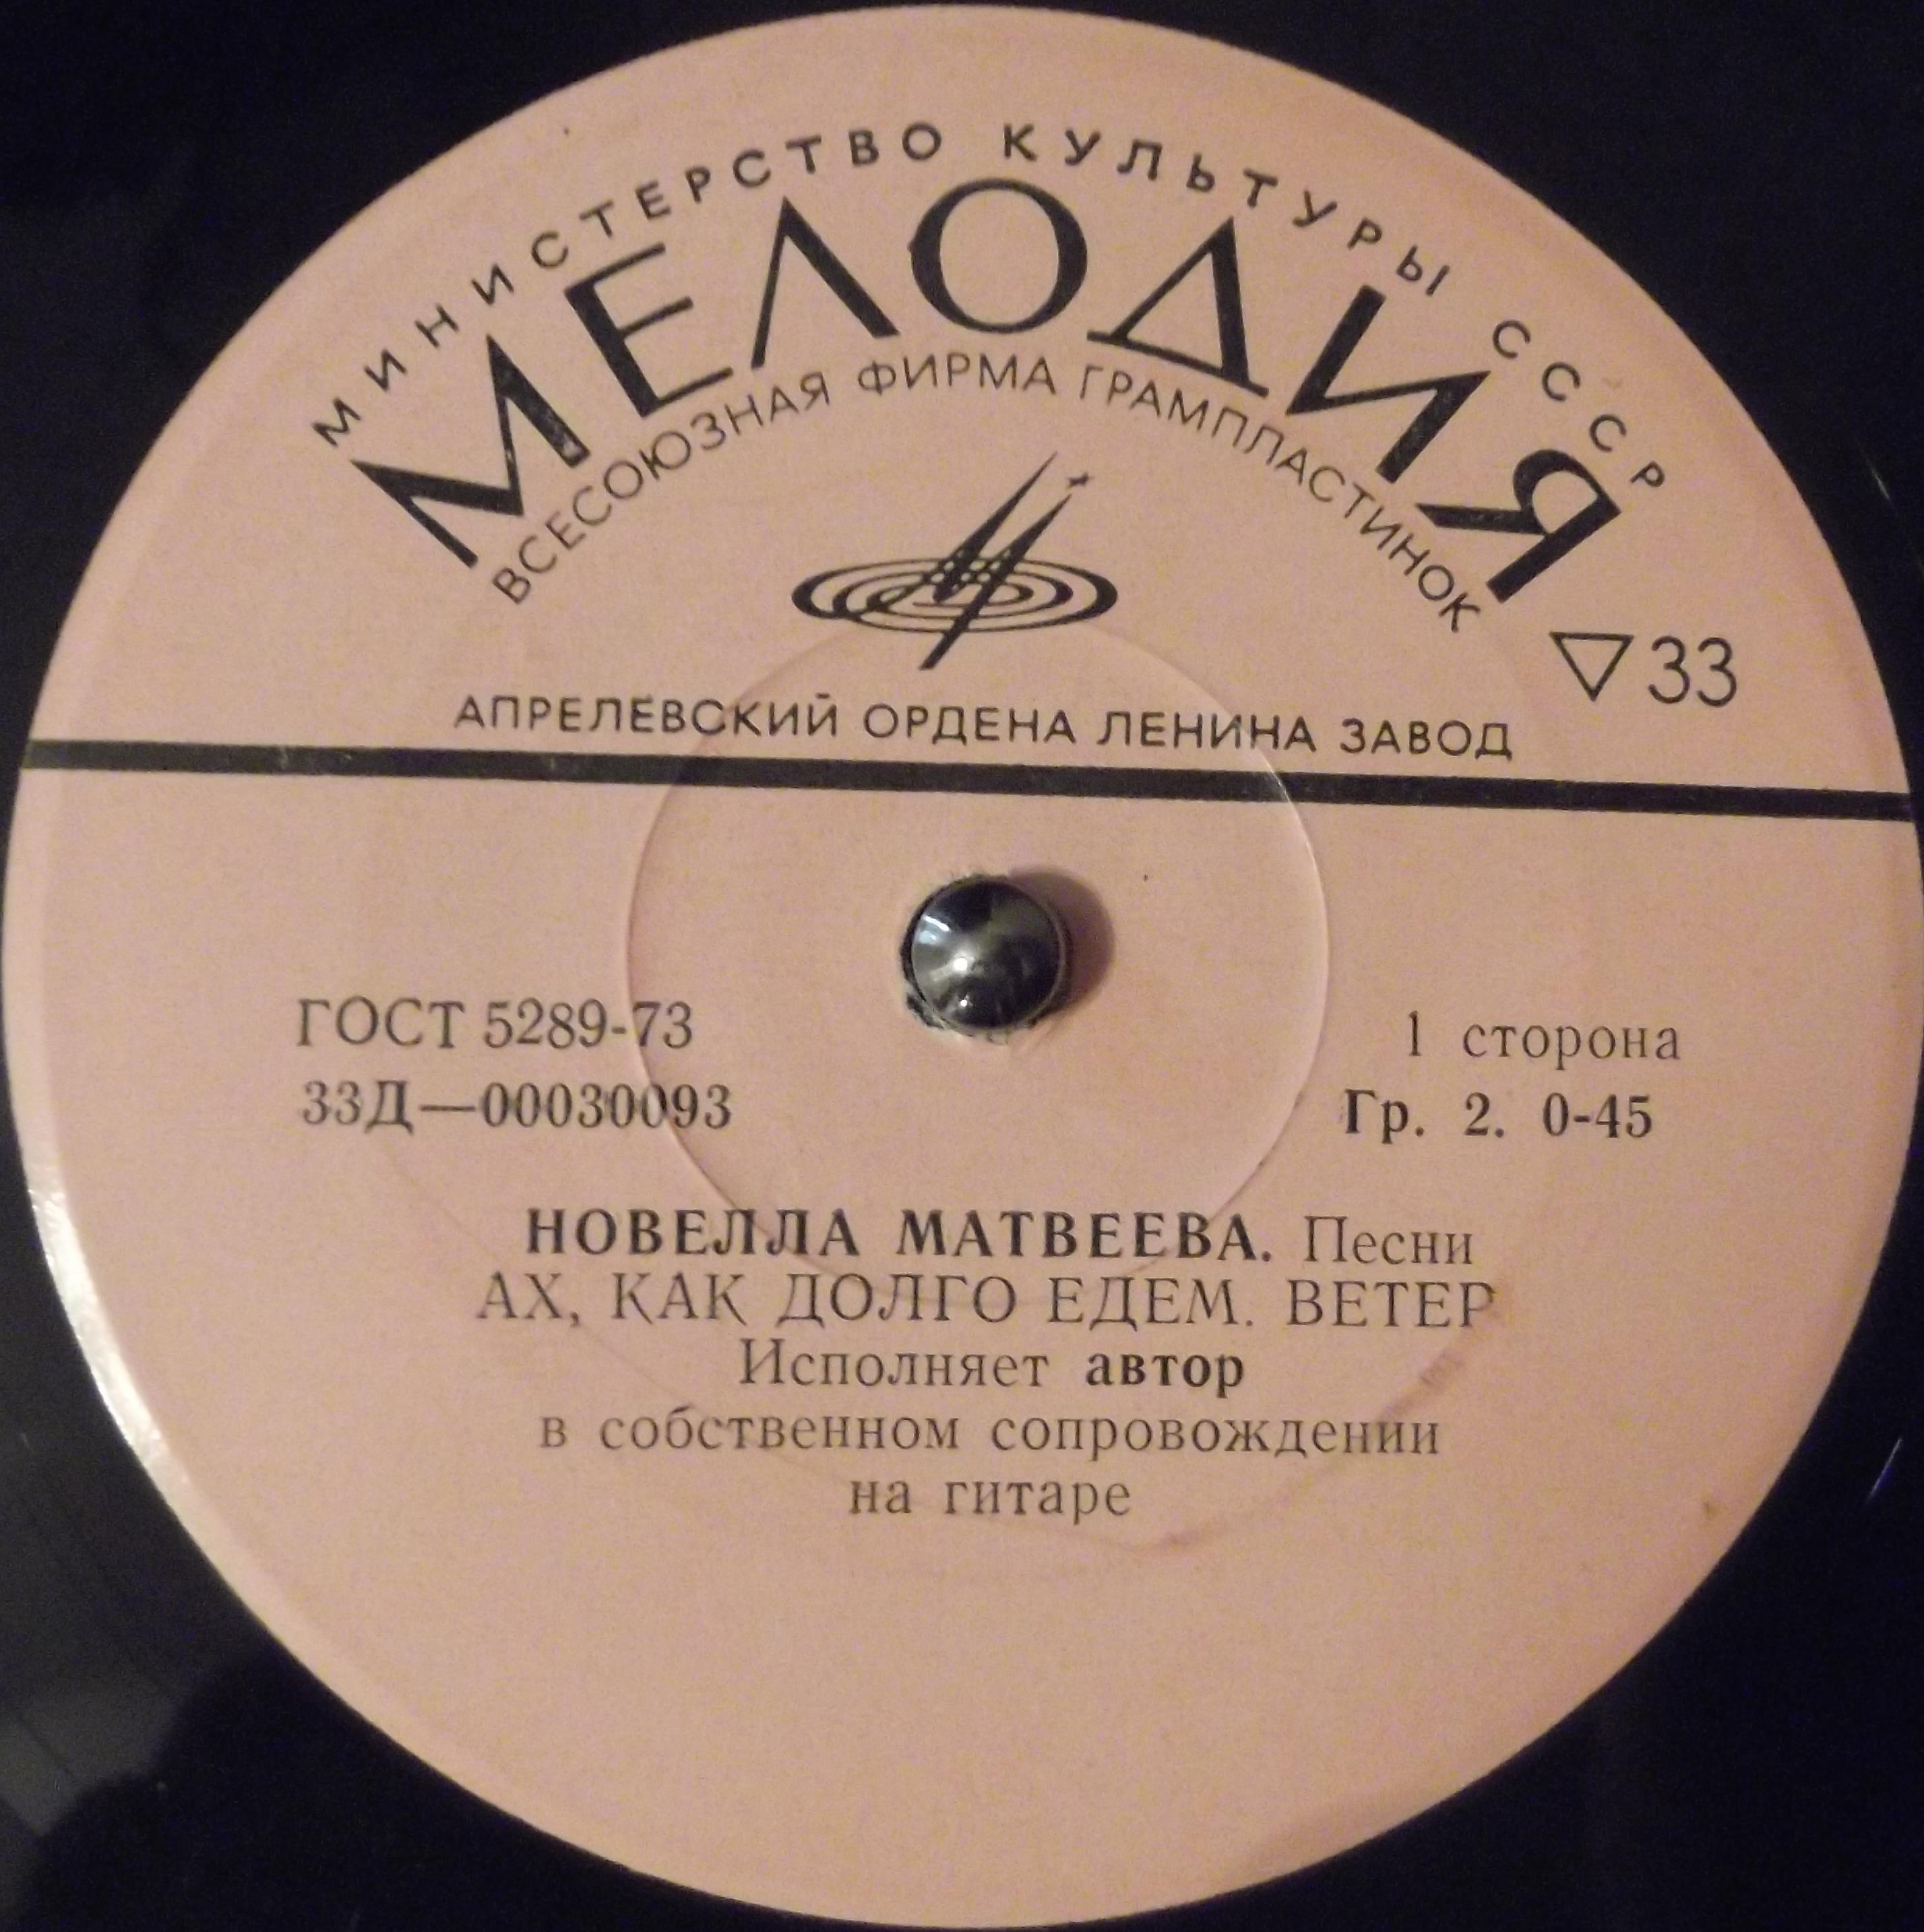 МИНИСТЕРСТВО КУЛЬТУРЫ СССР
МЕЛОДИЯ
ВСЕСОЮЗНАЯ ФИРМА ГРАМПЛАСТИНОК
▽33
АПРЕЛЕВСКИЙ ОРДЕНА ЛЕНИНА ЗАВОД
ГОСТ 5289-73
1 сторона
33Д—00030093
Гр. 2. 0-45
НОВЕЛЛА МАТВЕЕВА. Песни
АХ, КАК ДОЛГО ЕДЕМ. ВЕТЕР
Исполняет автор
в собственном сопровождении
на гитаре